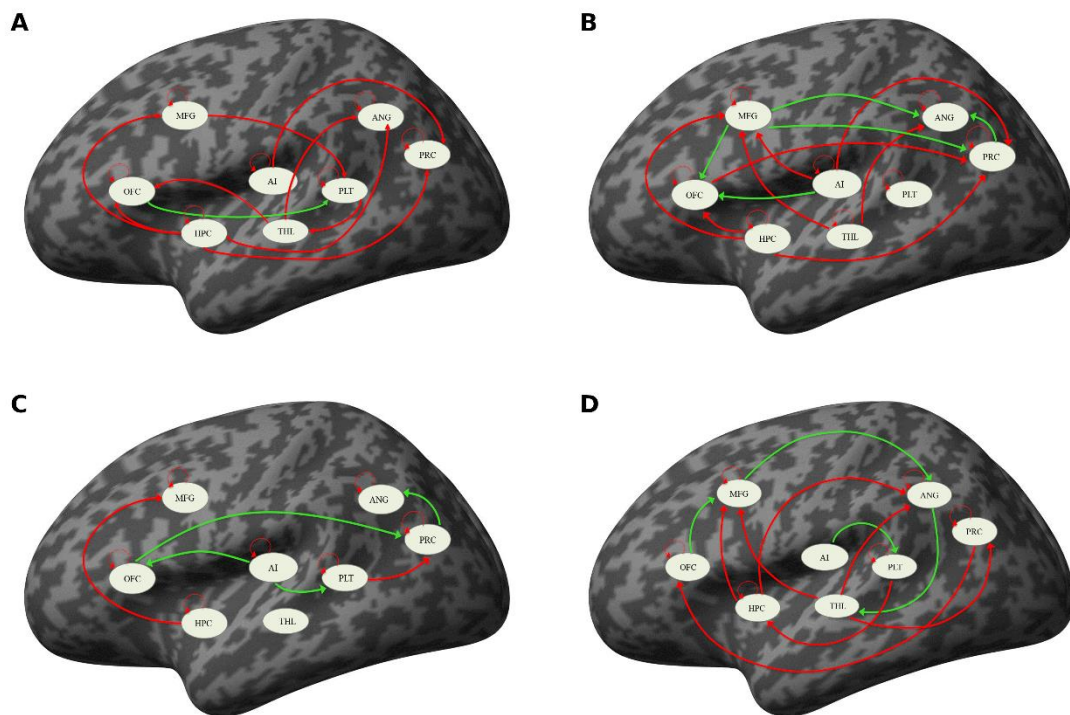 A
MFG
ANG
PRC
AI
OFC
PLT
HPC
THL
B
MFG
ANG
PRC
AI
OFC
PLT
HPC
THL
C
MFG
ANG
PRC
AI
OFC
PLT
HPC
THL
D
MFG
ANG
PRC
AI
OFC
PLT
HPC
THL